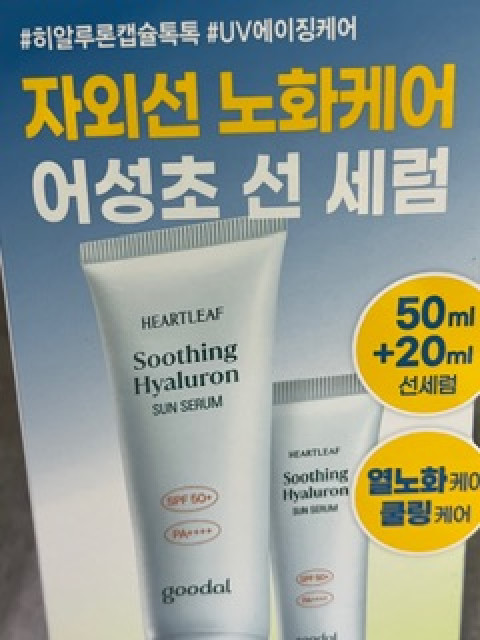 #히알루론캡슐톡톡 #UV에이징케어
자외선 노화케어
어성초 선 세럼
HEARTLEAF
Soothing
Hyaluron
SUN SERUM
SPF 50+
PA++++
goodal
50ml
+20ml
선세럼
열노화 케어
쿨링 케어
HEARTLEAF
Soothing
Hyaluron
SUN SERUM
SPF 50+
PA++++
goodal